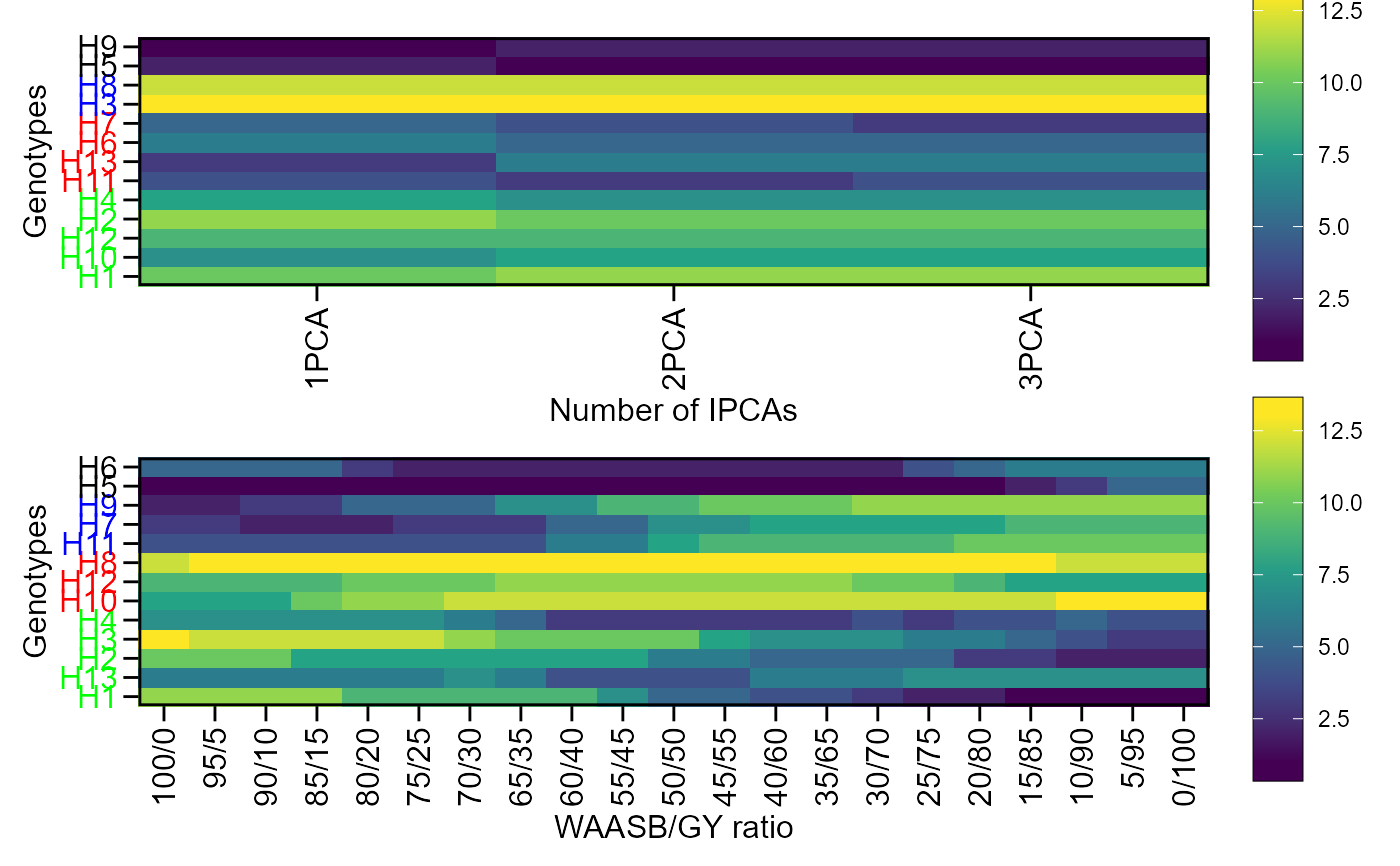 Genotypes
H9
H5
H8
H3
H7
H6
H13
H11
H4
H2
H12
H10
H1
1PCA
2PCA
3PCA
Number of IPCAs
12.5
10.0
7.5
5.0
2.5
Genotypes
H6
H5
H9
H7
H11
H8
H12
H10
H4
H3
H2
H13
H1
100/0
95/5
90/10
85/15
80/20
75/25
70/30
65/35
60/40
55/45
50/50
45/55
40/60
35/65
30/70
25/75
20/80
15/85
10/90
5/95
0/100
WAASB/GY ratio
12.5
10.0
7.5
5.0
2.5